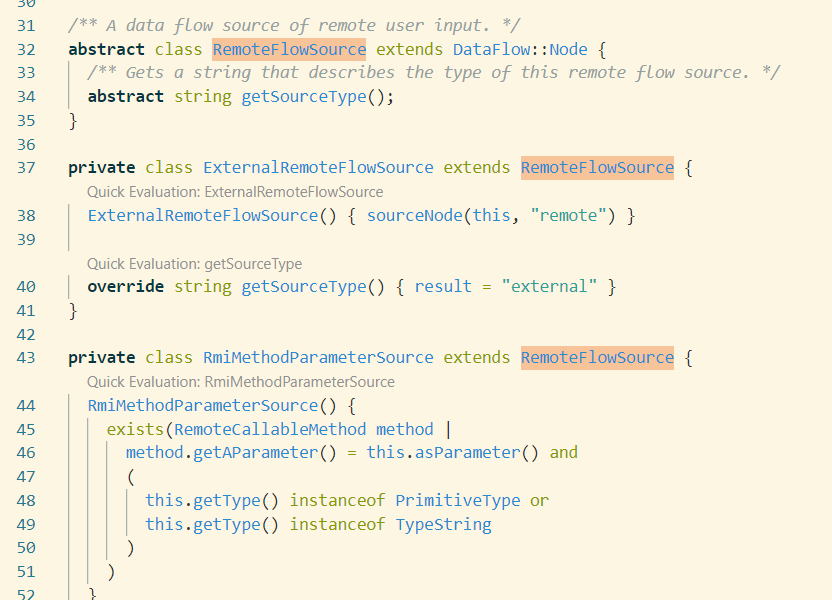 30
31 /** A data flow source of remote user input. */
32 abstract class RemoteFlowSource extends DataFlow::Node {
33 /** Gets a string that describes the type of this remote flow source. */
34 abstract string getSourceType();
35 }
36
37 private class ExternalRemoteFlowSource extends RemoteFlowSource {
Quick Evaluation: ExternalRemoteFlowSource
38 ExternalRemoteFlowSource() { sourceNode(this, "remote") }
39
Quick Evaluation: getSourceType
40 override string getSourceType() { result = "external" }
41 }
42
43 private class RmiMethodParameterSource extends RemoteFlowSource {
Quick Evaluation: RmiMethodParameterSource
44 RmiMethodParameterSource() {
45 exists(RemoteCallableMethod method |
46 method.getAParameter() = this.asParameter() and
47 (
48 this.getType() instanceof PrimitiveType or
49 this.getType() instanceof TypeString
50 )
51 )
52 }